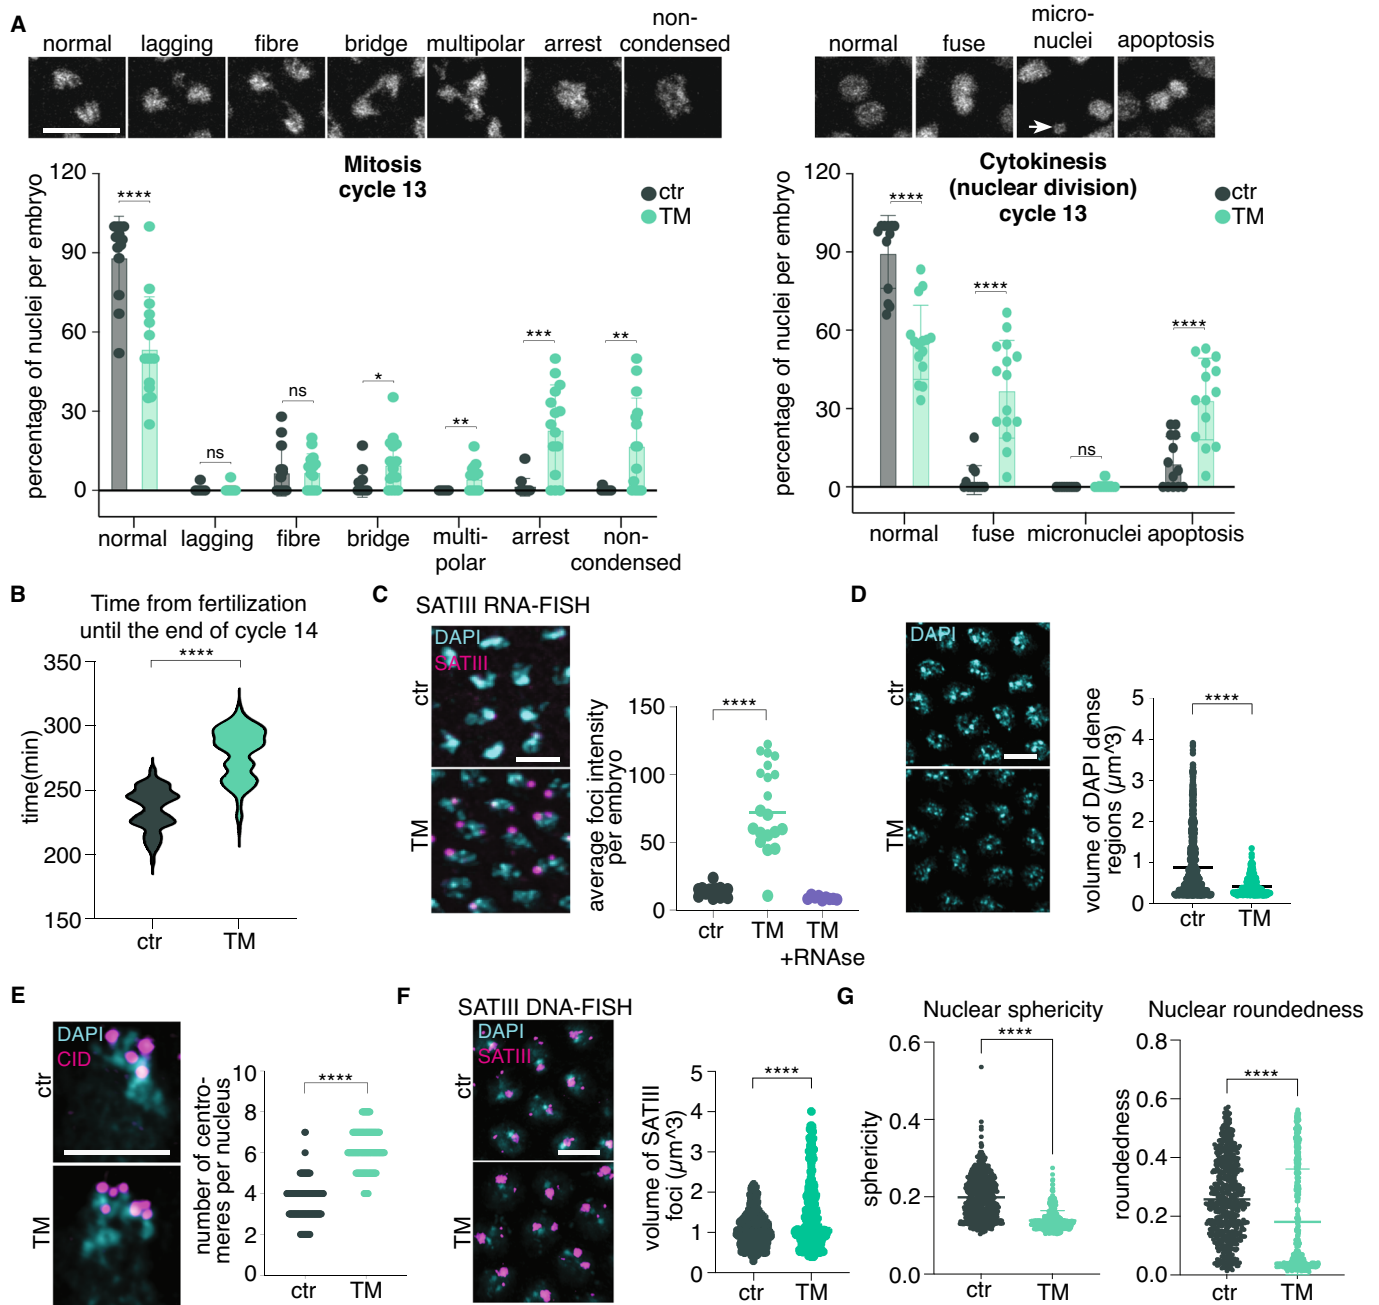 A
normal lagging fibre bridge multipolar arrest non-condensed
normal fuse micro-nuclei apoptosis
Mitosis
cycle 13
ctr
TM
percentage of nuclei per embryo
120
90
60
30
0
**** ns ns * ** *** **
normal lagging fibre bridge multi-polar arrest non-condensed
Cytokinesis
(nuclear division)
cycle 13
ctr
TM
percentage of nuclei per embryo
120
90
60
30
0
**** **** ns ****
normal fuse micronuclei apoptosis
B
Time from fertilization
until the end of cycle 14
****
time(min)
350
300
250
200
150
ctr TM
C
SATIII RNA-FISH
DAPI
SATIII
ctr
TM
average foci intensity
per embryo
150
100
50
0
****
ctr TM TM
+RNAse
D
DAPI
ctr
TM
volume of DAPI dense
regions (µm^3)
5
4
3
2
1
0
****
ctr TM
E
DAPI
CID
ctr
TM
number of centro-
meres per nucleus
10
8
6
4
2
0
****
ctr TM
F
SATIII DNA-FISH
DAPI
SATIII
ctr
TM
volume of SATIII
foci (µm^3)
5
4
3
2
1
0
****
ctr TM
G
Nuclear sphericity
****
sphericity
0.6
0.4
0.2
0.0
ctr TM
Nuclear roundedness
****
roundedness
0.8
0.6
0.4
0.2
0.0
ctr TM